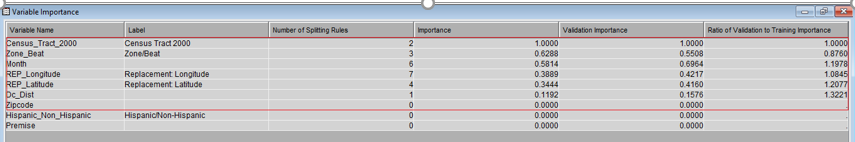 Variable Importance
Variable Name Label Number of Splitting Rules Importance Validation Importance Ratio of Validation to Training Importance
Census_Tract_2000 Census Tract 2000 2 1.0000 1.0000 1.0000
Zone_Beat Zone/Beat 3 0.6288 0.5508 0.8760
Month 6 0.5814 0.6964 1.1978
REP_Longitude Replacement: Longitude 7 0.3889 0.4217 1.0845
REP_Latitude Replacement: Latitude 4 0.3444 0.4160 1.2077
Dc_Dist 1 0.1192 0.1576 1.3221
Zipcode 0 0.0000 0.0000 .
Hispanic_Non_Hispanic Hispanic/Non-Hispanic 0 0.0000 0.0000 .
Premise 0 0.0000 0.0000 .